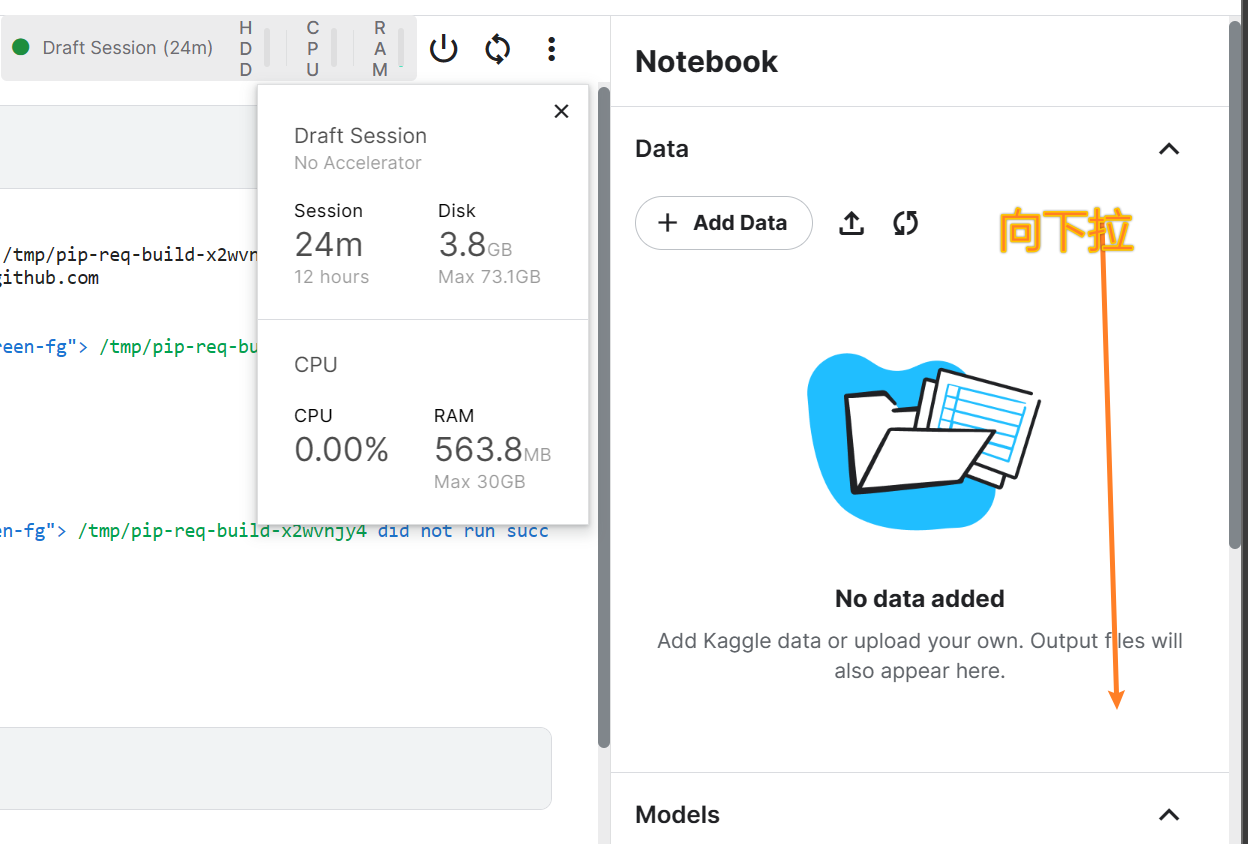 Draft Session (24m)
HDD
CPU
RAM
Draft Session
No Accelerator
Session
Disk
24m
3.8GB
12 hours
Max 73.1GB
CPU
CPU
RAM
0.00%
563.8MB
Max 30GB
/tmp/pip-req-build-x2wvn
github.com
reen-fg"> /tmp/pip-req-bu
en-fg"> /tmp/pip-req-build-x2wvnjy4 did not run succ
Notebook
Data
+ Add Data
向下拉
No data added
Add Kaggle data or upload your own. Output files will
also appear here.
Models